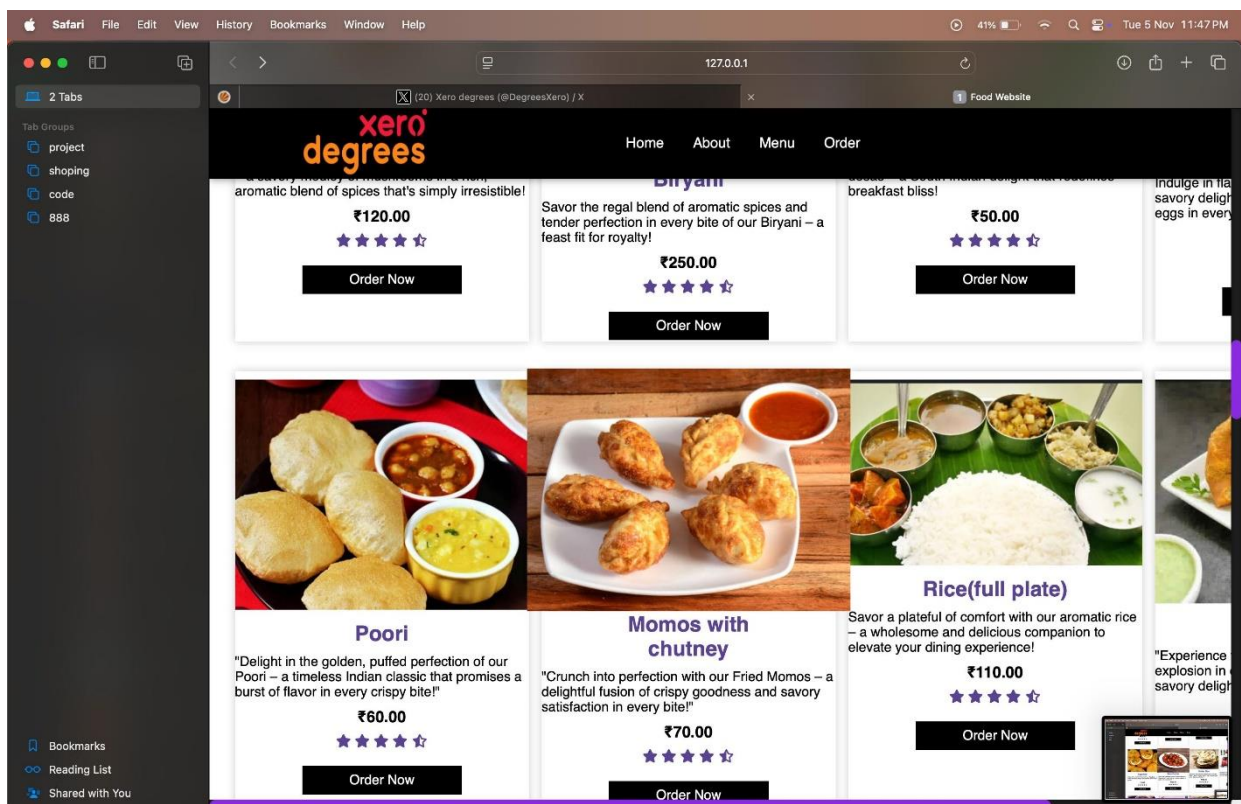 Safari File Edit View History Bookmarks Window Help
41% Tue 5 Nov 11:47 PM
127.0.0.1
2 Tabs
(20) Xero degrees (@DegreesXero) / X
1 Food Website
Tab Groups
project
shoping
code
888
xero
degrees
Home About Menu Order
aromatic blend of spices that's simply irresistible!
₹120.00
Order Now
Biryani
Savor the regal blend of aromatic spices and
tender perfection in every bite of our Biryani – a
feast fit for royalty!
₹250.00
Order Now
breakfast bliss!
₹50.00
Order Now
Indulge in
savory
eggs in every
Poori
"Delight in the golden, puffed perfection of our
Poori – a timeless Indian classic that promises a
burst of flavor in every crispy bite!"
₹60.00
Order Now
Momos with
chutney
"Crunch into perfection with our Fried Momos – a
delightful fusion of crispy goodness and savory
satisfaction in every bite!"
₹70.00
Order Now
Rice(full plate)
Savor a plateful of comfort with our aromatic rice
– a wholesome and delicious companion to
elevate your dining experience!
₹110.00
Order Now
"Experience
explosion in
savory
Bookmarks
Reading List
Shared with You